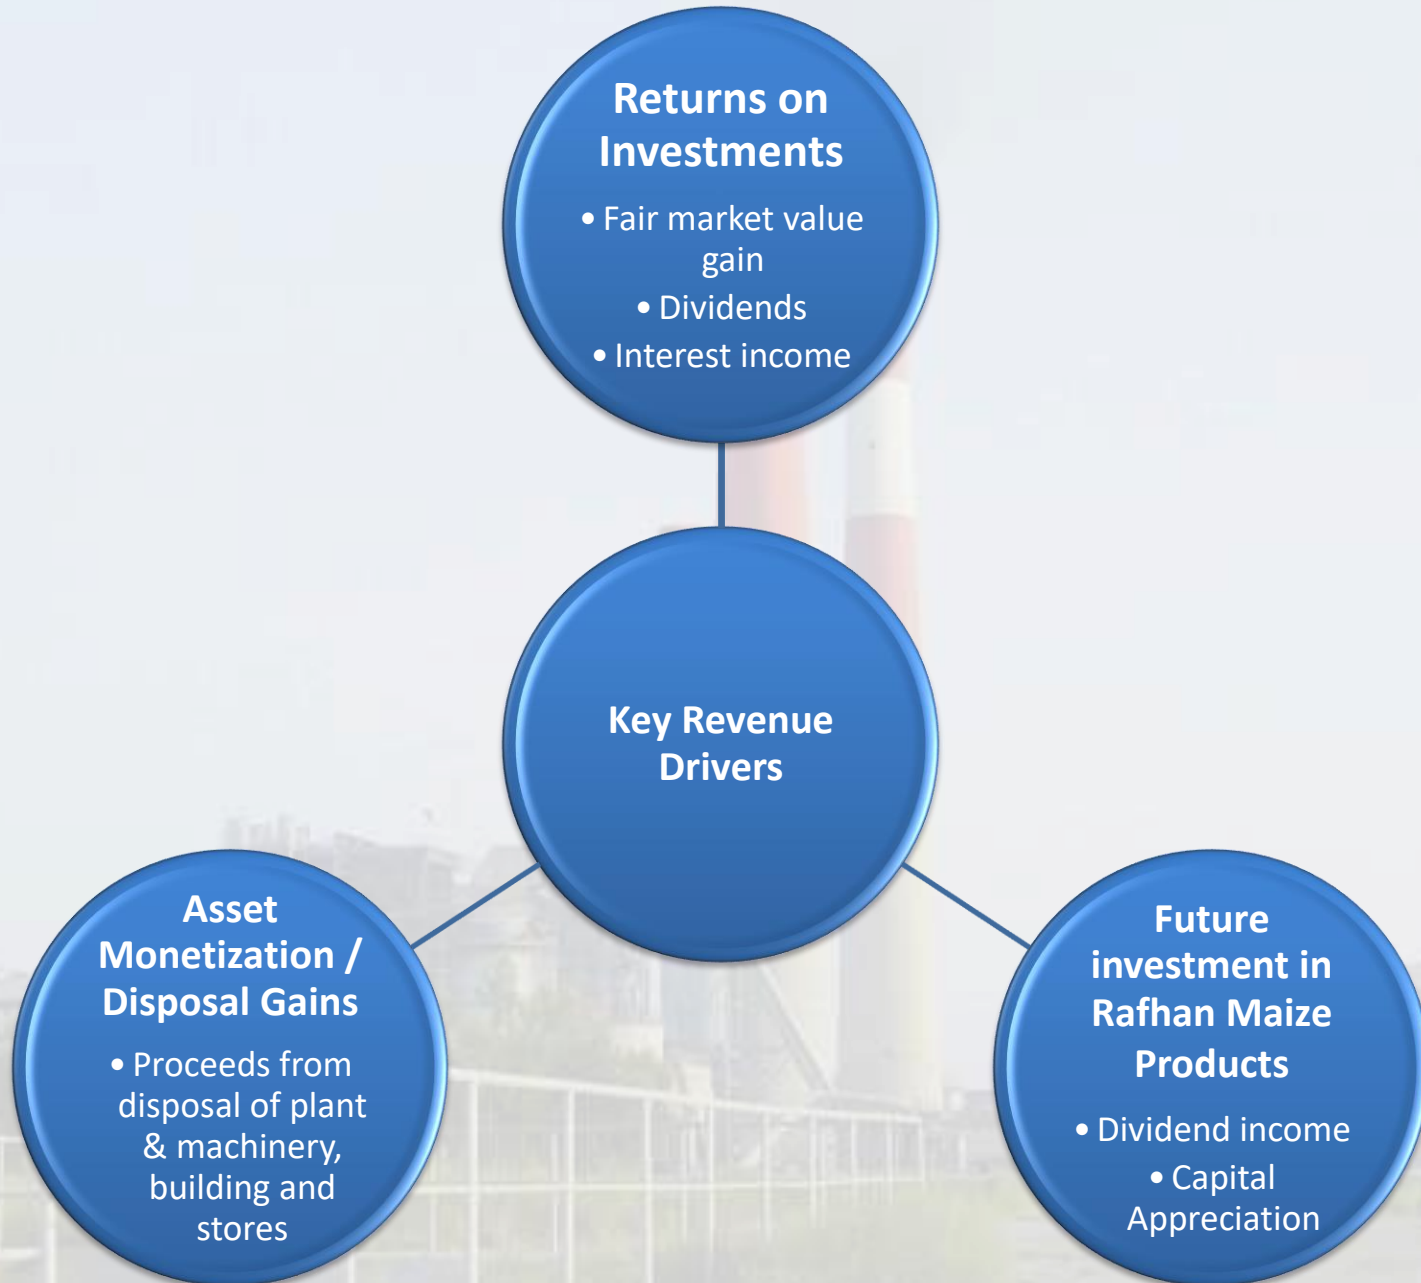 Returns on
Investments
• Fair market value
gain
• Dividends
• Interest income
Key Revenue
Drivers
Asset
Monetization /
Disposal Gains
• Proceeds from
disposal of plant
& machinery,
building and
stores
Future
investment in
Rafhan Maize
Products
• Dividend income
• Capital
Appreciation